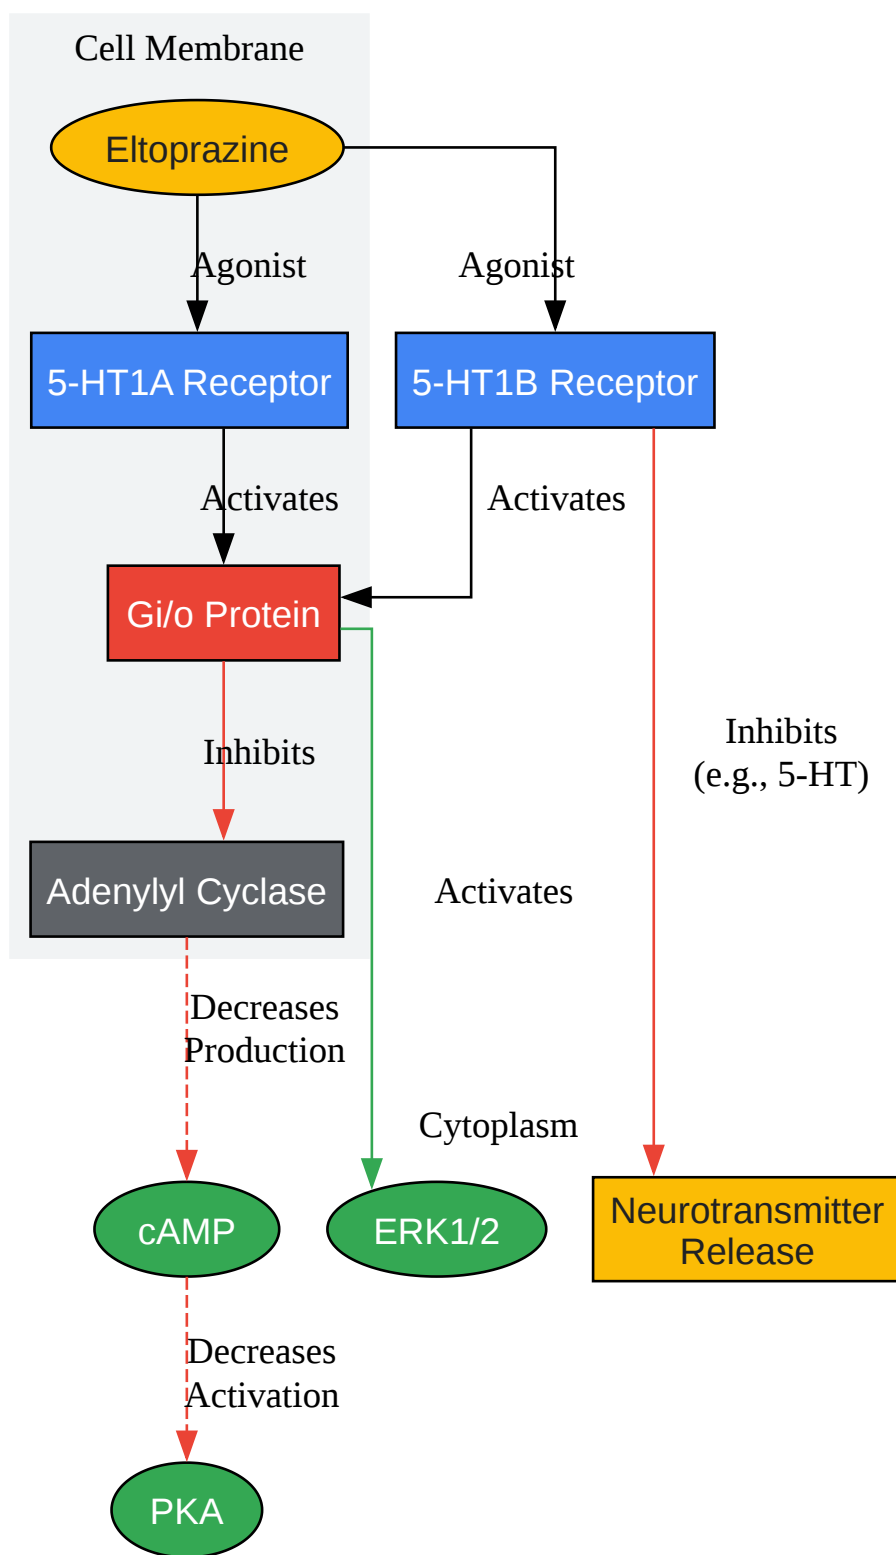 Cell Membrane
Eltoprazine
Agonist
Agonist
5-HT1A Receptor
5-HT1B Receptor
Activates
Activates
Gi/o Protein
Inhibits
Inhibits
(e.g., 5-HT)
Adenylyl Cyclase
Activates
Decreases
Production
Cytoplasm
cAMP
ERK1/2
Neurotransmitter
Release
Decreases
Activation
PKA